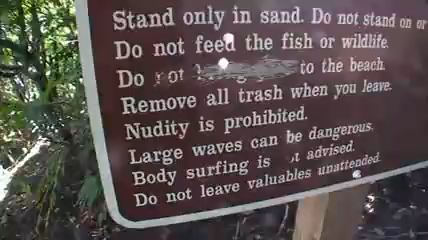 Stand only in sand. Do not stand on or
Do not feed the fish or wildlife.
Do not to the beach.
Remove all trash when you leave.
Nudity is prohibited.
Large waves can be dangerous.
Body surfing is advised.
Do not leave valuables unattended.